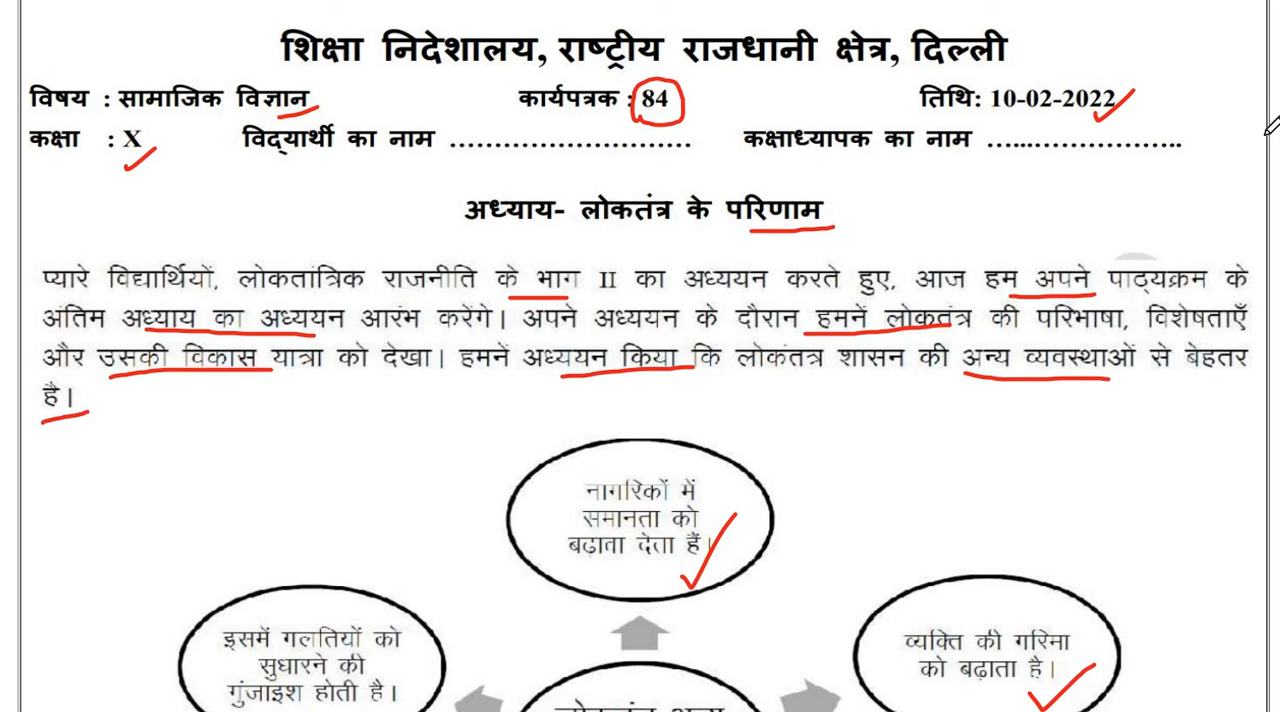 शिक्षा निदेशालय, राष्ट्रीय राजधानी क्षेत्र, दिल्ली
विषय : सामाजिक विज्ञान कार्यपत्रक : 84 तिथि: 10-02-2022
कक्षा : X विद्यार्थी का नाम ........................... कक्षाध्यापक का नाम ......................
अध्याय- लोकतंत्र के परिणाम
प्यारे विद्यार्थियों, लोकतांत्रिक राजनीति के भाग II का अध्ययन करते हुए, आज हम अपने पाठ्यक्रम के
अंतिम अध्याय का अध्ययन आरंभ करेंगे। अपने अध्ययन के दौरान हमनें लोकतंत्र की परिभाषा, विशेषताएँ
और उसकी विकास यात्रा को देखा। हमनें अध्ययन किया कि लोकंतत्र शासन की अन्य व्यवस्थाओं से बेहतर
है।
नागरिकों में
समानता को
बढ़ावा देता हैं।
इसमें गलतियों को
सुधारने की
गुंजाइश होती है।
व्यक्ति की गरिमा
को बढ़ाता है।